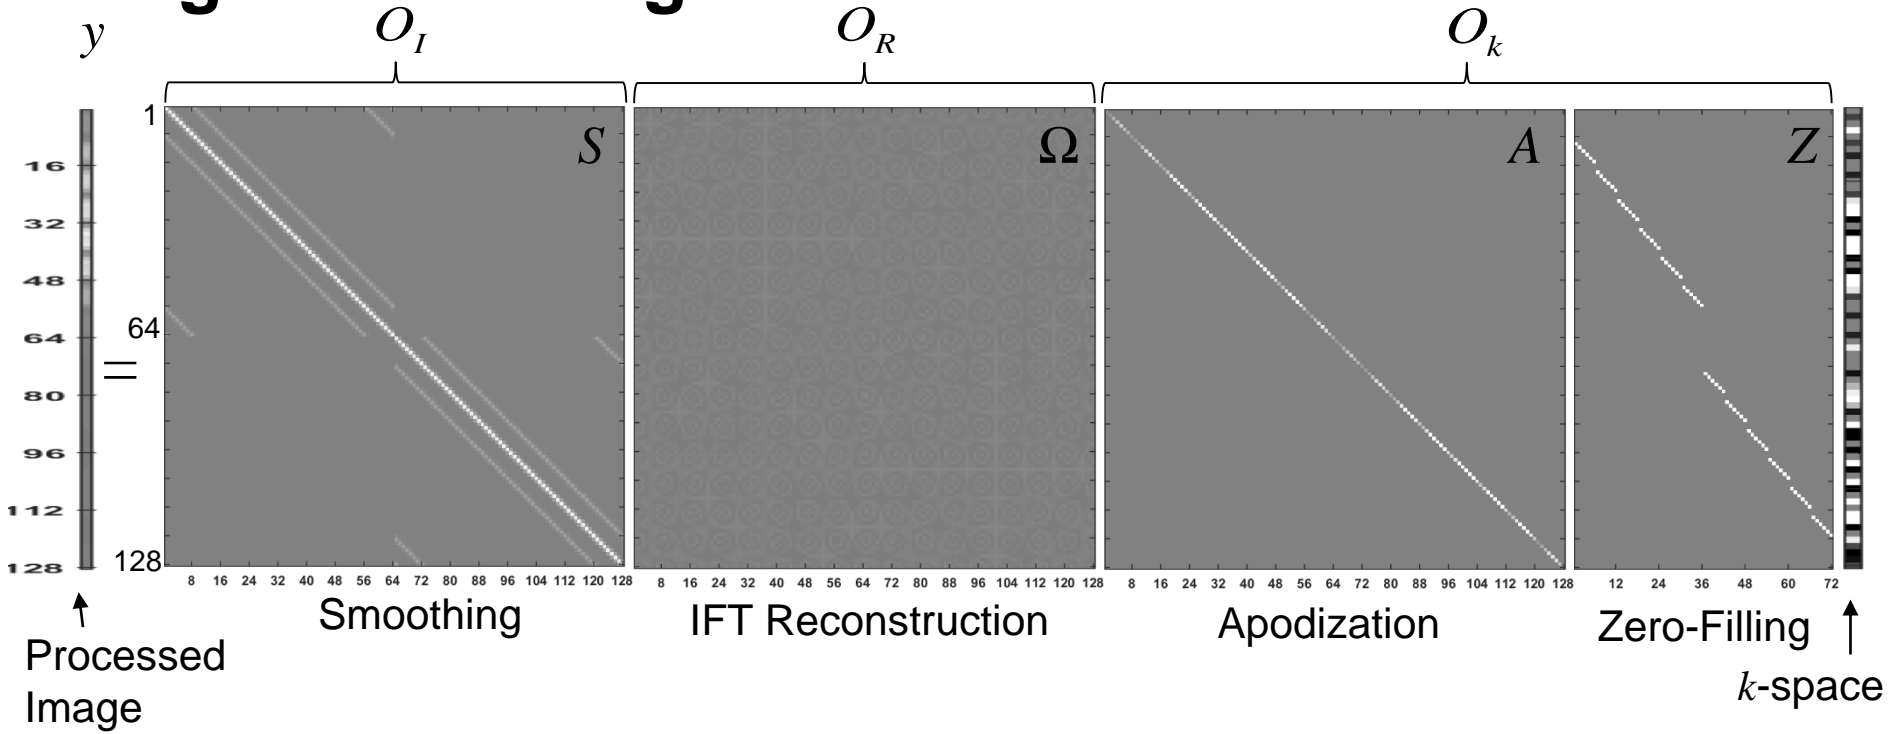 y O_I O_R O_k
S Ω A Z
1
64
128
16
32
48
64
80
96
112
128
=
8 16 24 32 40 48 56 64 72 80 88 96 104 112 120 128
8 16 24 32 40 48 56 64 72 80 88 96 104 112 120 128
8 16 24 32 40 48 56 64 72 80 88 96 104 112 120 128
12 24 36 48 60 72
Smoothing
IFT Reconstruction
Apodization
Zero-Filling
Processed
Image
k-space